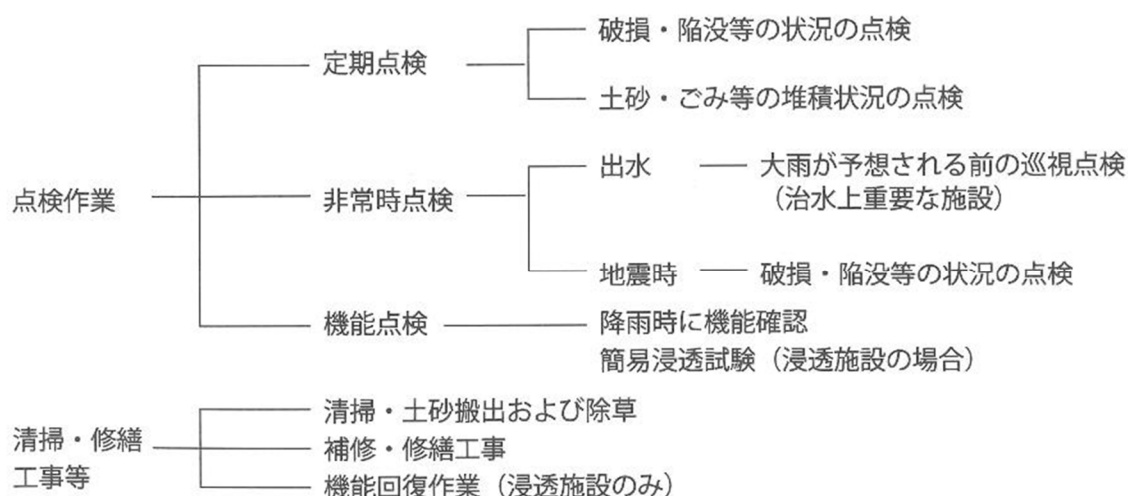 破損・陥没等の状況の点検
定期点検
土砂・ごみ等の堆積状況の点検
出水
大雨が予想される前の巡視点検
（治水上重要な施設）
点検作業
非常時点検
地震時
破損・陥没等の状況の点検
機能点検
降雨時に機能確認
簡易浸透試験（浸透施設の場合）
清掃・修繕
工事等
清掃・土砂搬出および除草
補修・修繕工事
機能回復作業（浸透施設のみ）